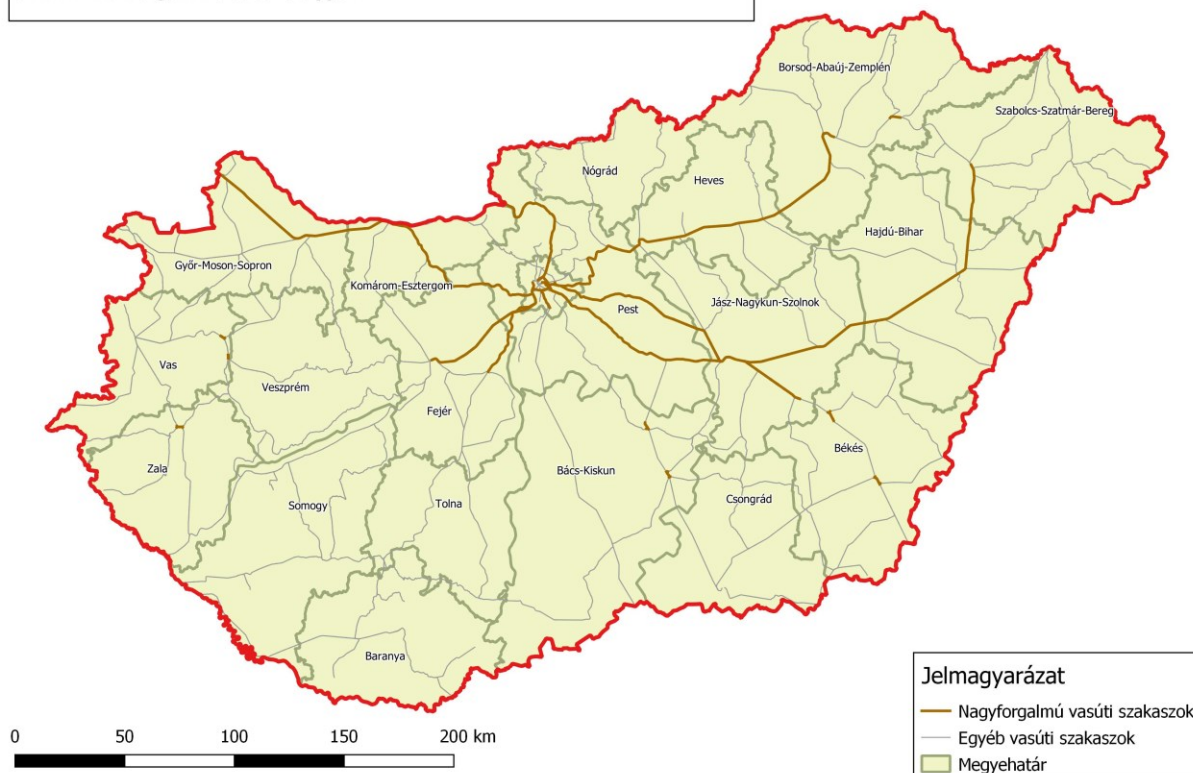 Borsod-Abaúj-Zemplén
Szabolcs-Szatmár-Bereg
Nógrád
Heves
Hajdú-Bihar
Győr-Moson-Sopron
Komárom-Esztergom
Pest
Jász-Nagykun-Szolnok
Vas
Veszprém
Fejér
Zala
Bács-Kiskun
Békés
Somogy
Tolna
Csongrád
Baranya
Jelmagyarázat
Nagyforgalmú vasúti szakaszok
Egyéb vasúti szakaszok
Megyehatár
0 50 100 150 200 km